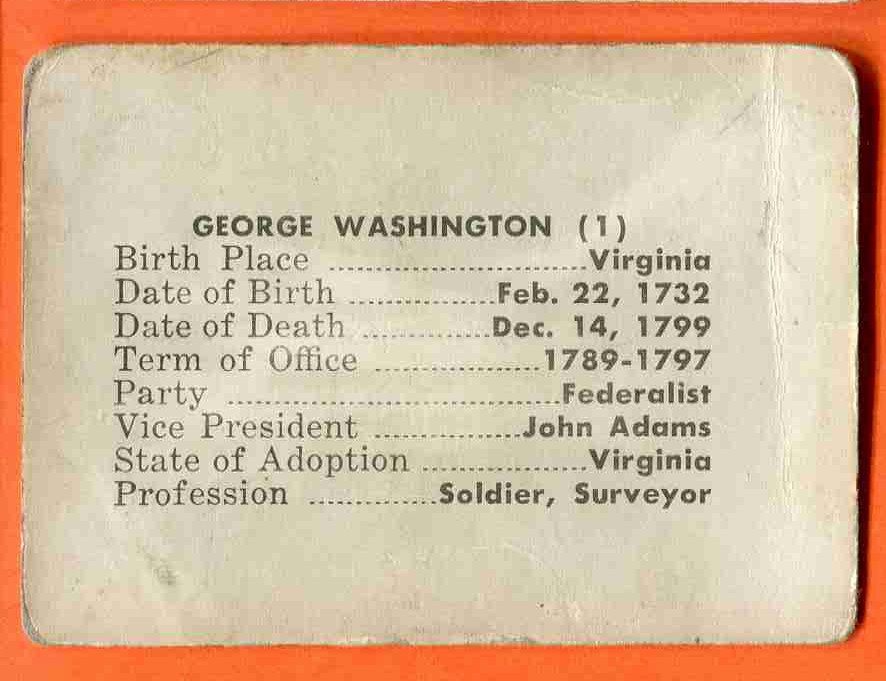 GEORGE WASHINGTON (1)
Birth Place ..............................Virginia
Date of Birth .................Feb. 22, 1732
Date of Death ...............Dec. 14, 1799
Term of Office ...................1789-1797
Party .......................................Federalist
Vice President .................John Adams
State of Adoption ...................Virginia
Profession ...............Soldier, Surveyor